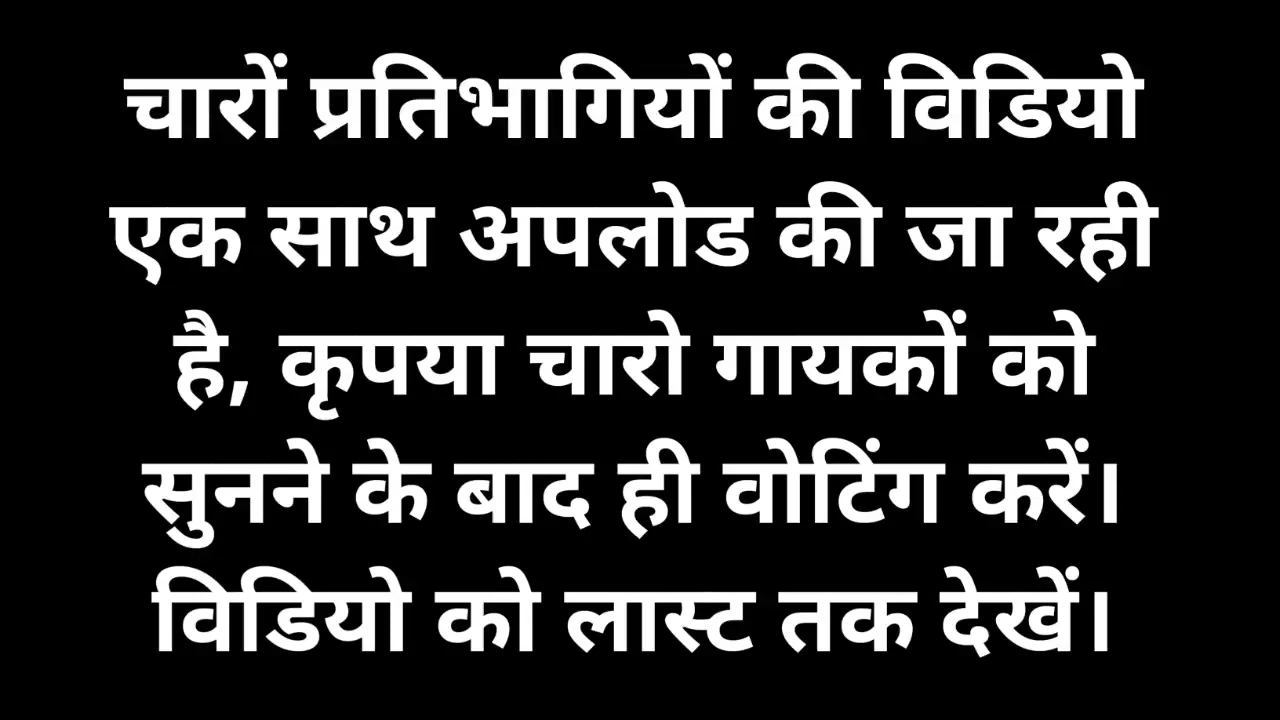 चारों प्रतिभागियों की विडियो
एक साथ अपलोड की जा रही
है, कृपया चारो गायकों को
सुनने के बाद ही वोटिंग करें।
विडियो को लास्ट तक देखें।